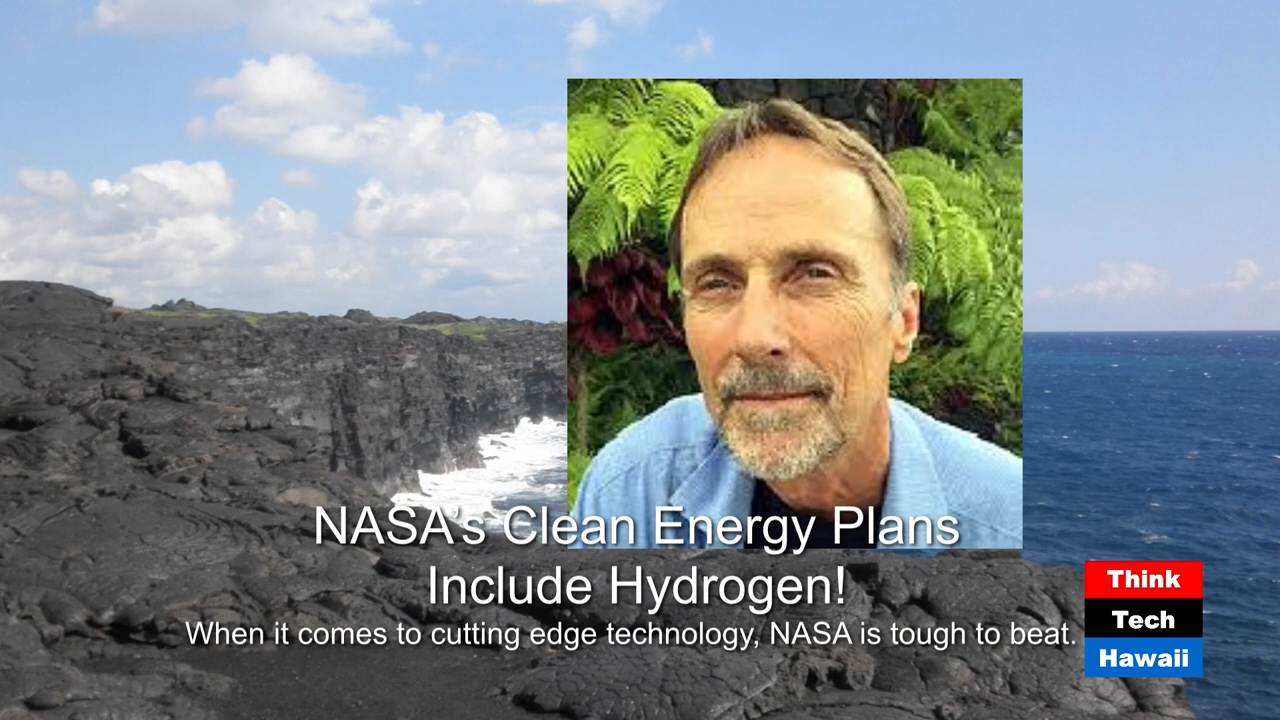 NASA's Clean Energy Plans
Include Hydrogen!
When it comes to cutting edge technology, NASA is tough to beat.
Think
Tech
Hawaii